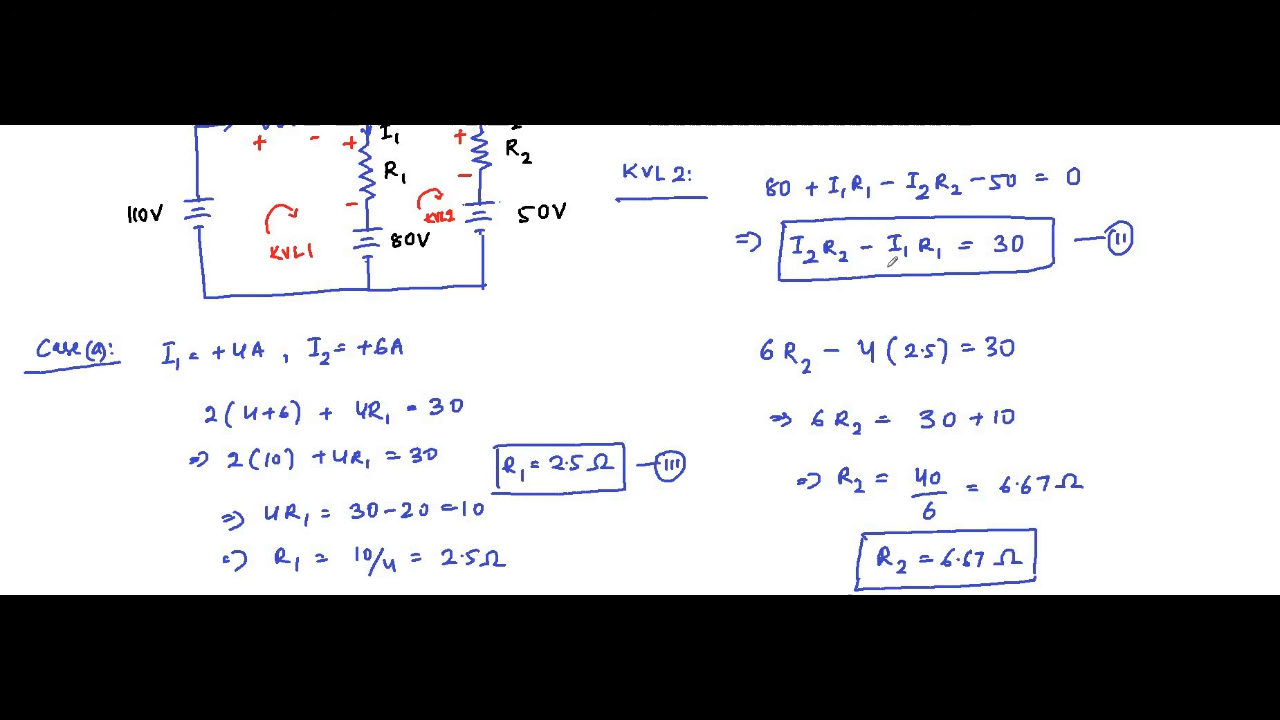 + - + I₁ +
R₁ R₂
- -
110V 80V 50V
KVL1 KVL2
KVL 2: 80 + I₁R₁ - I₂R₂ - 50 = 0
⇒ I₂R₂ - I₁R₁ = 30 — II
Case (a): I₁ = +4A , I₂ = +6A
2(4+6) + 4R₁ = 30
⇒ 2(10) + 4R₁ = 30
R₁ = 2.5 Ω — III
⇒ 4R₁ = 30 - 20 = 10
⇒ R₁ = 10/4 = 2.5Ω
6R₂ - 4(2.5) = 30
⇒ 6R₂ = 30 + 10
⇒ R₂ = 40/6 = 6.67Ω
R₂ = 6.67 Ω